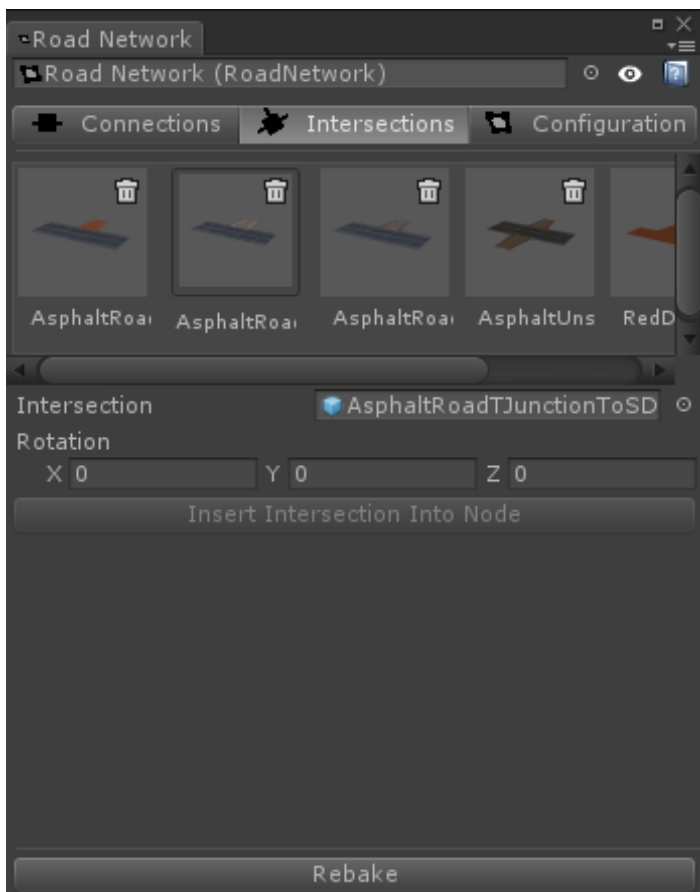 Road Network
Road Network (RoadNetwork)
Connections Intersections Configuration
AsphaltRoa AsphaltRoa AsphaltRoa AsphaltUns RedD
Intersection AsphaltRoadTJunctionToSD
Rotation
X 0 Y 0 Z 0
Insert Intersection Into Node
Rebake